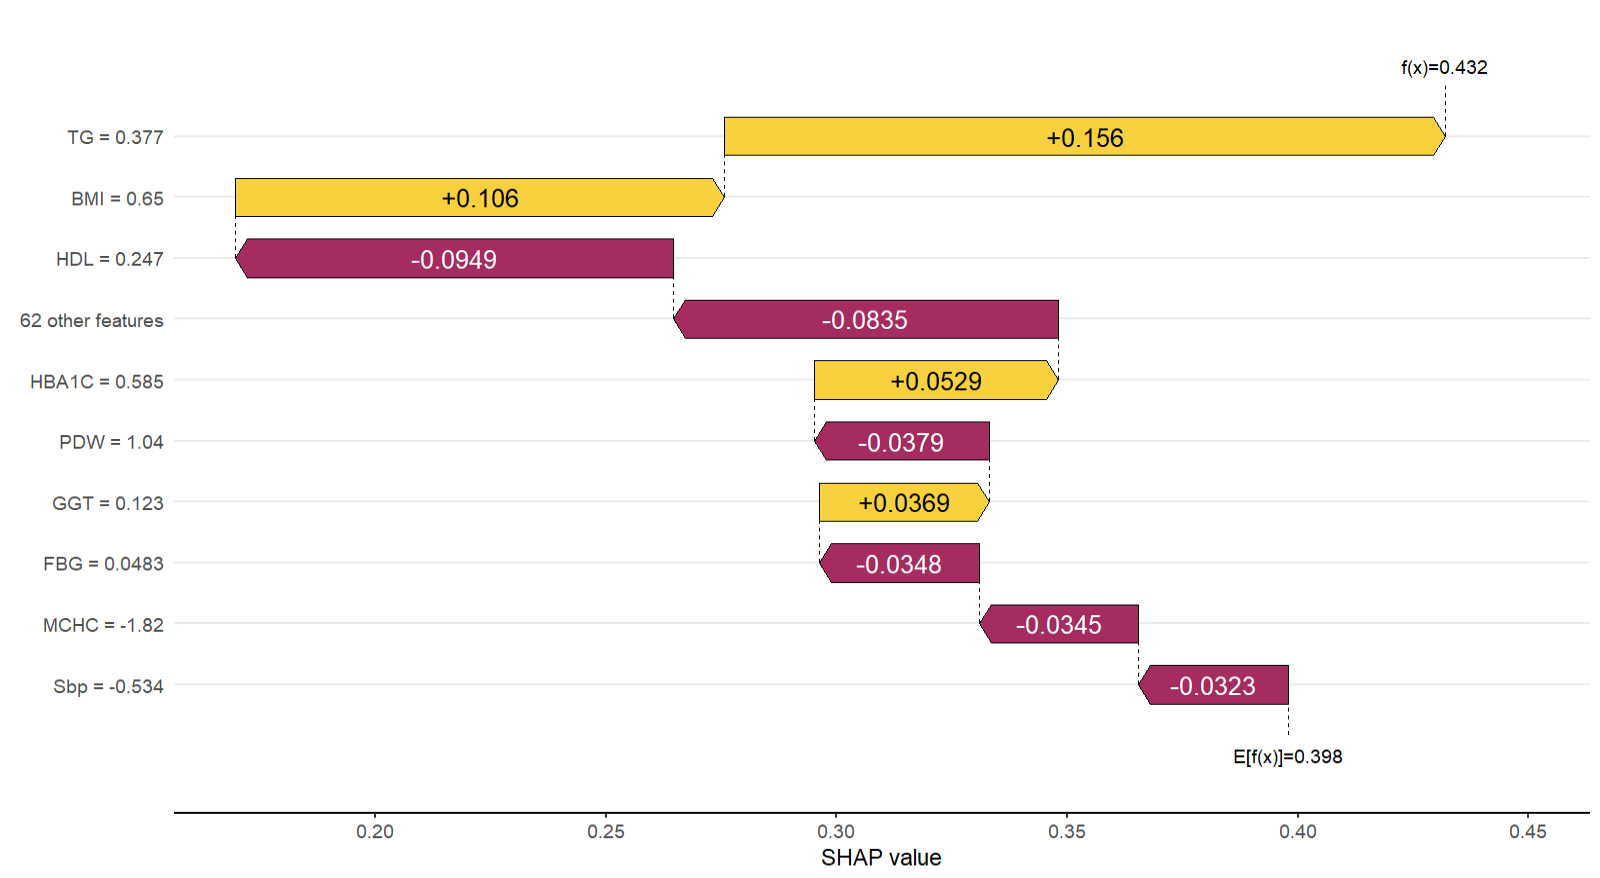 f(x)=0.432
TG = 0.377 +0.156
BMI = 0.65 +0.106
HDL = 0.247 -0.0949
62 other features -0.0835
HBA1C = 0.585 +0.0529
PDW = 1.04 -0.0379
GGT = 0.123 +0.0369
FBG = 0.0483 -0.0348
MCHC = -1.82 -0.0345
Sbp = -0.534 -0.0323
E[f(x)]=0.398
0.20 0.25 0.30 0.35 0.40 0.45
SHAP value